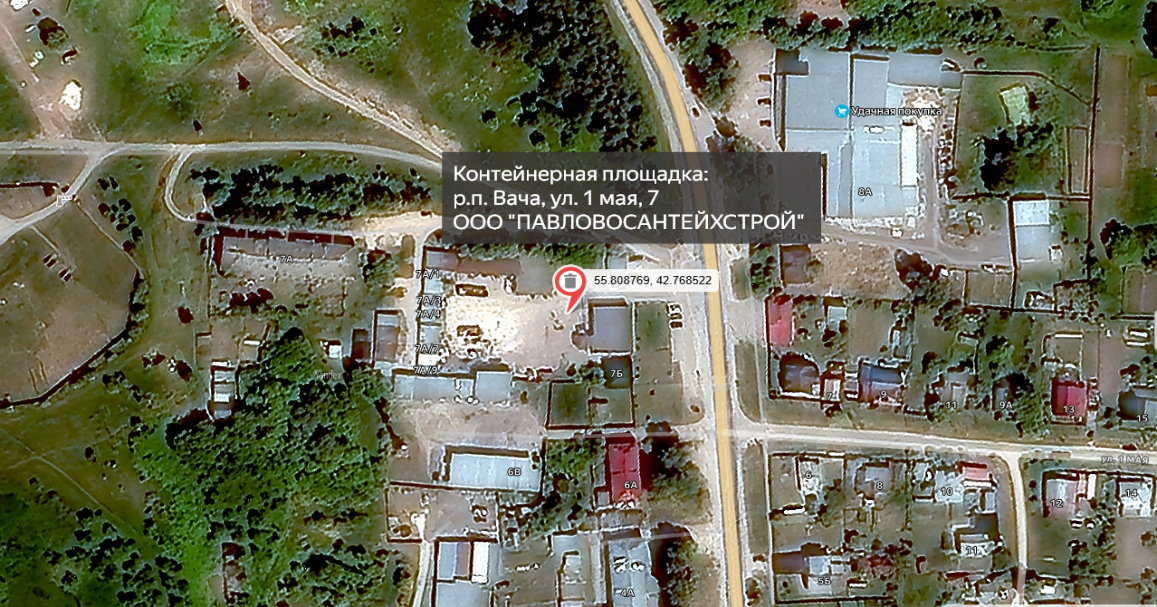 Удачная покупка
Контейнерная площадка:
р.п. Вача, ул. 1 мая, 7
ООО "ПАВЛОВОСАНТЕЙХСТРОЙ"
8А
7А
7А/1
55.808769, 42.768522
7А/3
7А/4
7А/7
7А/9
7Б
7
9
11
9А
13
15
ул. 1 МАЯ
6В
6А
6
8
10
12
14
11
5Б
4А